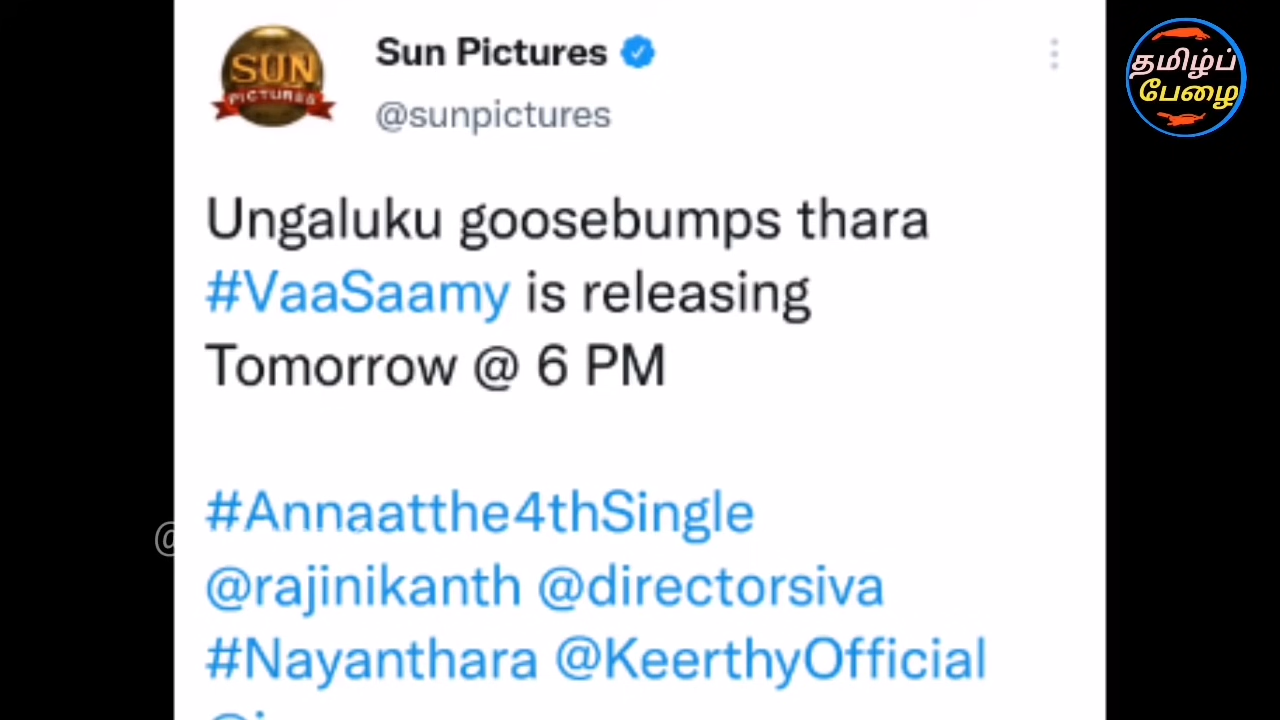 SUN
PICTURES
Sun Pictures
@sunpictures
தமிழ்ப்
பேழை
Ungaluku goosebumps thara
#VaaSaamy is releasing
Tomorrow @ 6 PM
#Annaatthe4thSingle
@rajinikanth @directorsiva
#Nayanthara @KeerthyOfficial